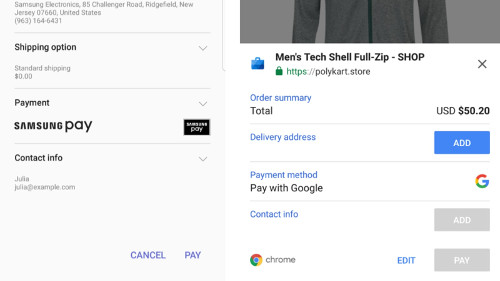 Samsung Electronics, 85 Challenger Road, Ridgefield, New
Jersey 07660, United States
(963) 164-6431
Shipping option
Standard shipping
$0.00
Payment
SAMSUNG pay
SAMSUNG
pay
Contact info
Julia
julia@example.com
CANCEL PAY
Men's Tech Shell Full-Zip - SHOP
https://polykart.store
Order summary
Total USD $50.20
Delivery address
ADD
Payment method
Pay with Google
G
Contact info
ADD
chrome EDIT PAY